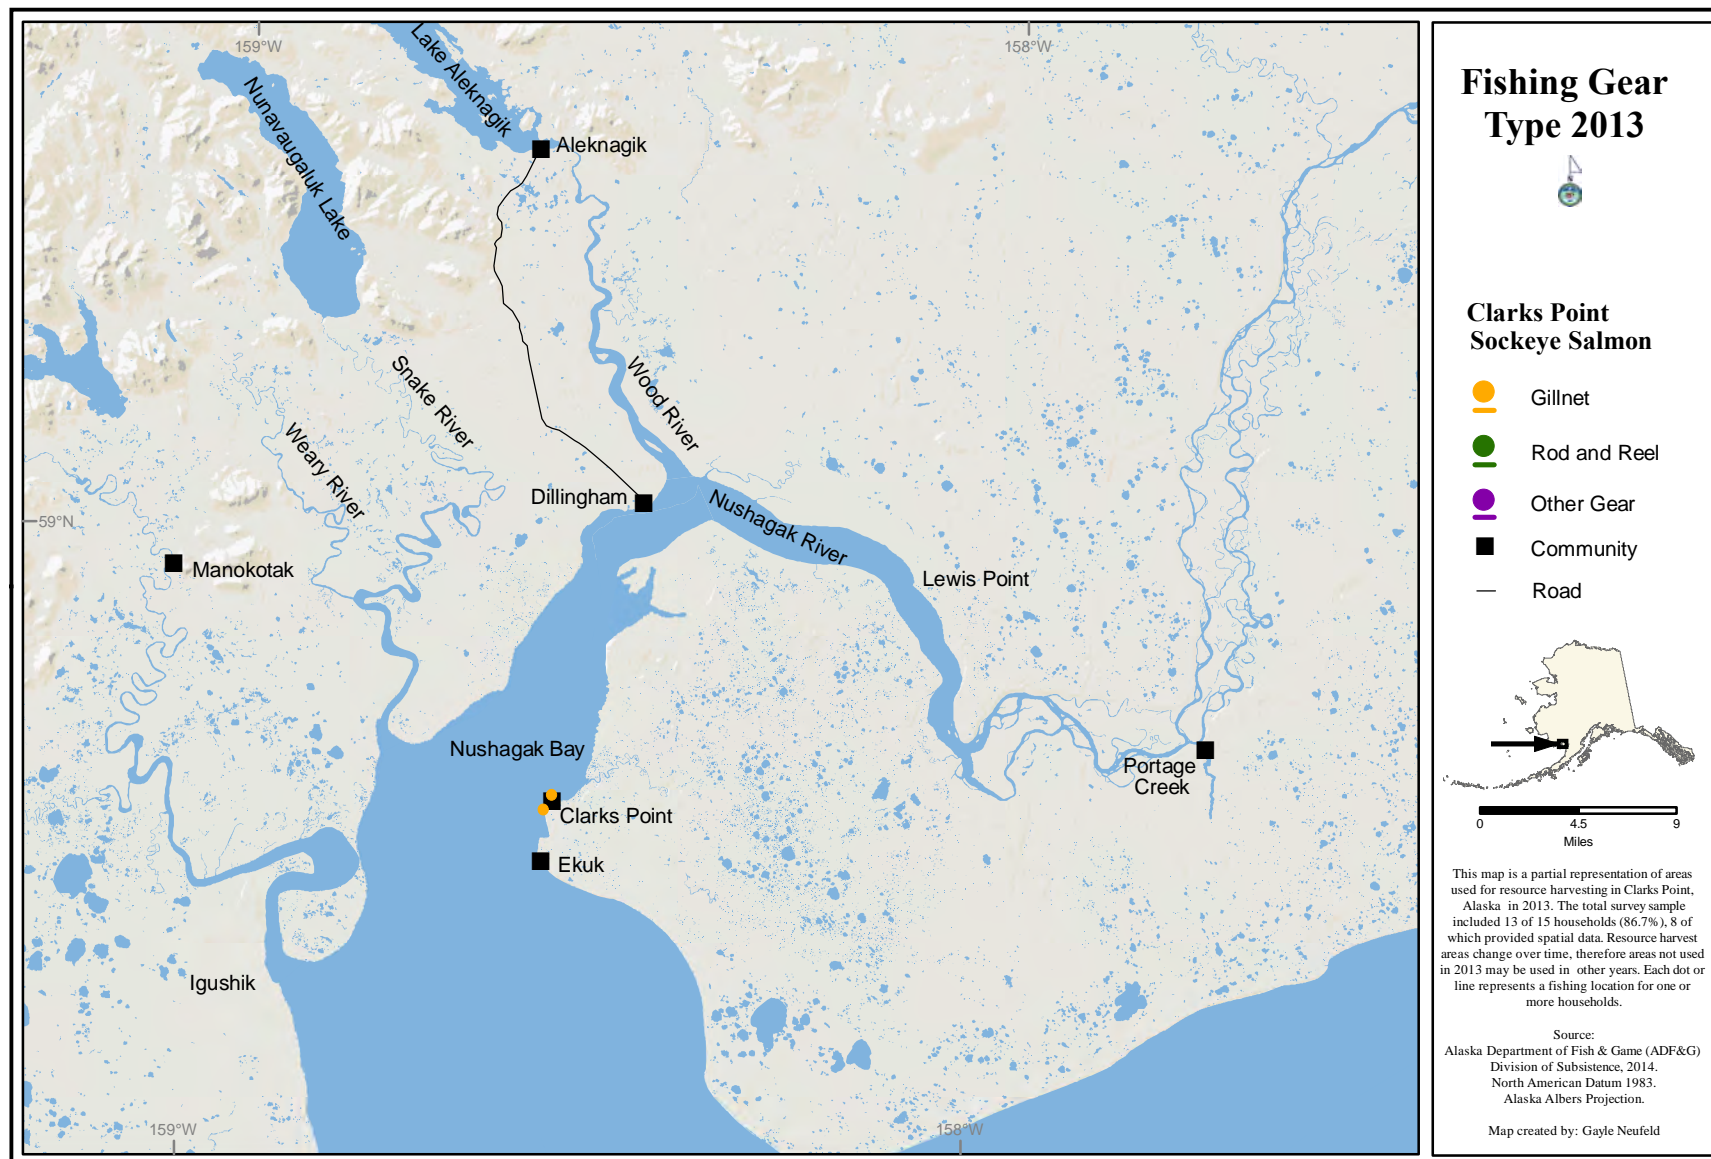 159°W
158°W
Lake Aleknagik
Nunavaugaluk Lake
Aleknagik
Wood River
Snake River
Weary River
Dillingham
Nushagak River
59°N
Manokotak
Lewis Point
Nushagak Bay
Portage
Creek
Clarks Point
Ekuk
Igushik
159°W
158°W
Fishing Gear
Type 2013
Clarks Point
Sockeye Salmon
Gillnet
Rod and Reel
Other Gear
Community
Road
0 4.5 9
Miles
This map is a partial representation of areas
used for resource harvesting in Clarks Point,
Alaska in 2013. The total survey sample
included 13 of 15 households (86.7%), 8 of
which provided spatial data. Resource harvest
areas change over time, therefore areas not used
in 2013 may be used in other years. Each dot or
line represents a fishing location for one or
more households.
Source:
Alaska Department of Fish & Game (ADF&G)
Division of Subsistence, 2014.
North American Datum 1983.
Alaska Albers Projection.
Map created by: Gayle Neufeld